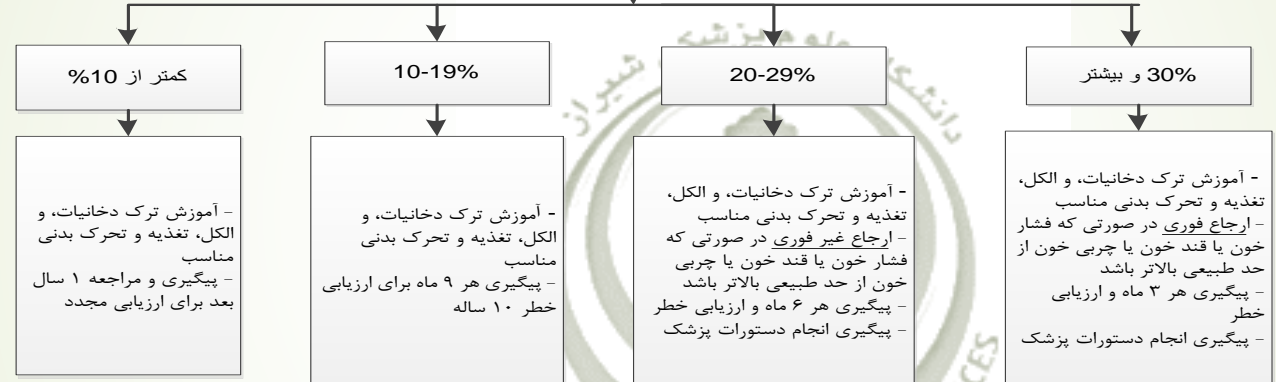 کمتر از 10%
10-19%
20-29%
30% و بیشتر
- آموزش ترک دخانیات، و
الکل، تغذیه و تحرک بدنی
مناسب
- پیگیری و مراجعه ۱ سال
بعد برای ارزیابی مجدد
- آموزش ترک دخانیات، و
الکل، تغذیه و تحرک بدنی
مناسب
- پیگیری هر ۹ ماه برای ارزیابی
خطر ۱۰ ساله
- آموزش ترک دخانیات، و الکل،
تغذیه و تحرک بدنی مناسب
- ارجاع غیر فوری در صورتی که
فشار خون یا قند خون یا چربی
خون از حد طبیعی بالاتر باشد
- پیگیری هر ۶ ماه و ارزیابی خطر
- پیگیری انجام دستورات پزشک
- آموزش ترک دخانیات، و الکل،
تغذیه و تحرک بدنی مناسب
- ارجاع فوری در صورتی که فشار
خون یا قند خون یا چربی خون از
حد طبیعی بالاتر باشد
- پیگیری هر ۳ ماه و ارزیابی
خطر
- پیگیری انجام دستورات پزشک